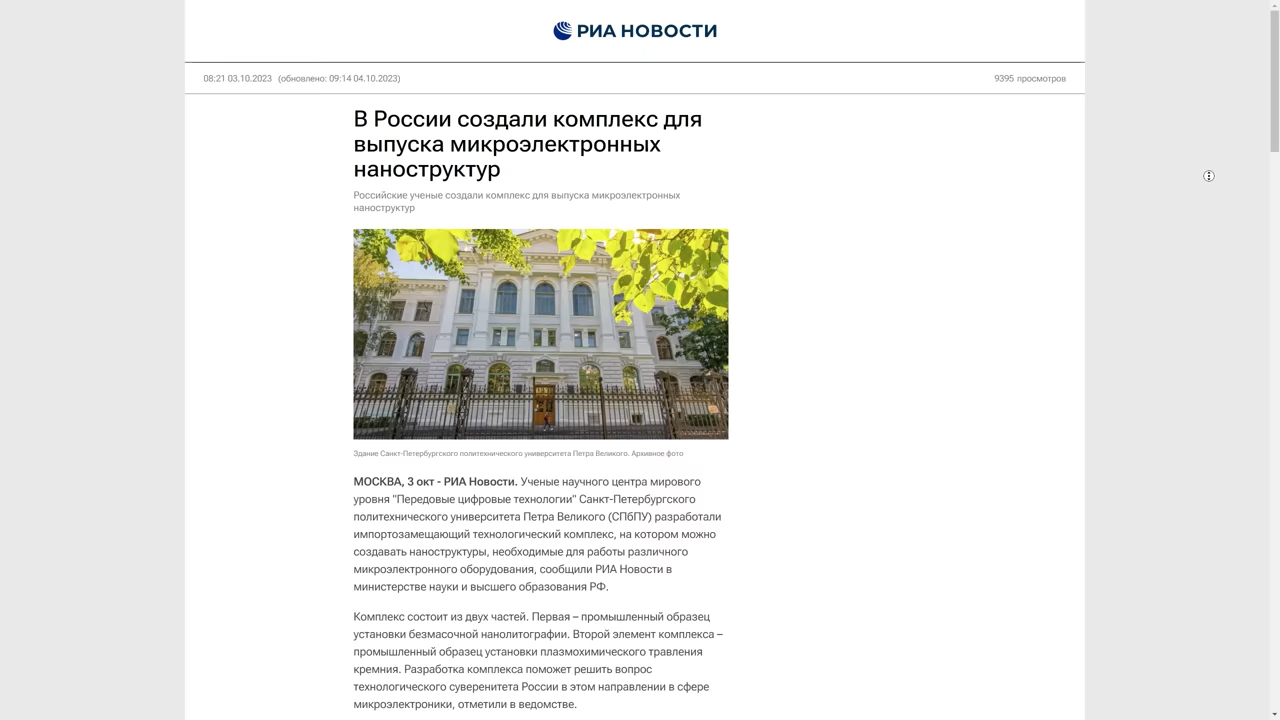 РИА НОВОСТИ
08:21 03.10.2023 (обновлено: 09:14 04.10.2023)
9395 просмотров
В России создали комплекс для
выпуска микроэлектронных
наноструктур
Российские ученые создали комплекс для выпуска микроэлектронных
наноструктур
Здание Санкт-Петербургского политехнического университета Петра Великого. Архивное фото
МОСКВА, 3 окт - РИА Новости. Ученые научного центра мирового
уровня "Передовые цифровые технологии" Санкт-Петербургского
политехнического университета Петра Великого (СПбПУ) разработали
импортозамещающий технологический комплекс, на котором можно
создавать наноструктуры, необходимые для работы различного
микроэлектронного оборудования, сообщили РИА Новости в
министерстве науки и высшего образования РФ.
Комплекс состоит из двух частей. Первая – промышленный образец
установки безмасочной нанолитографии. Второй элемент комплекса –
промышленный образец установки плазмохимического травления
кремния. Разработка комплекса поможет решить вопрос
технологического суверенитета России в этом направлении в сфере
микроэлектроники, отметили в ведомстве.